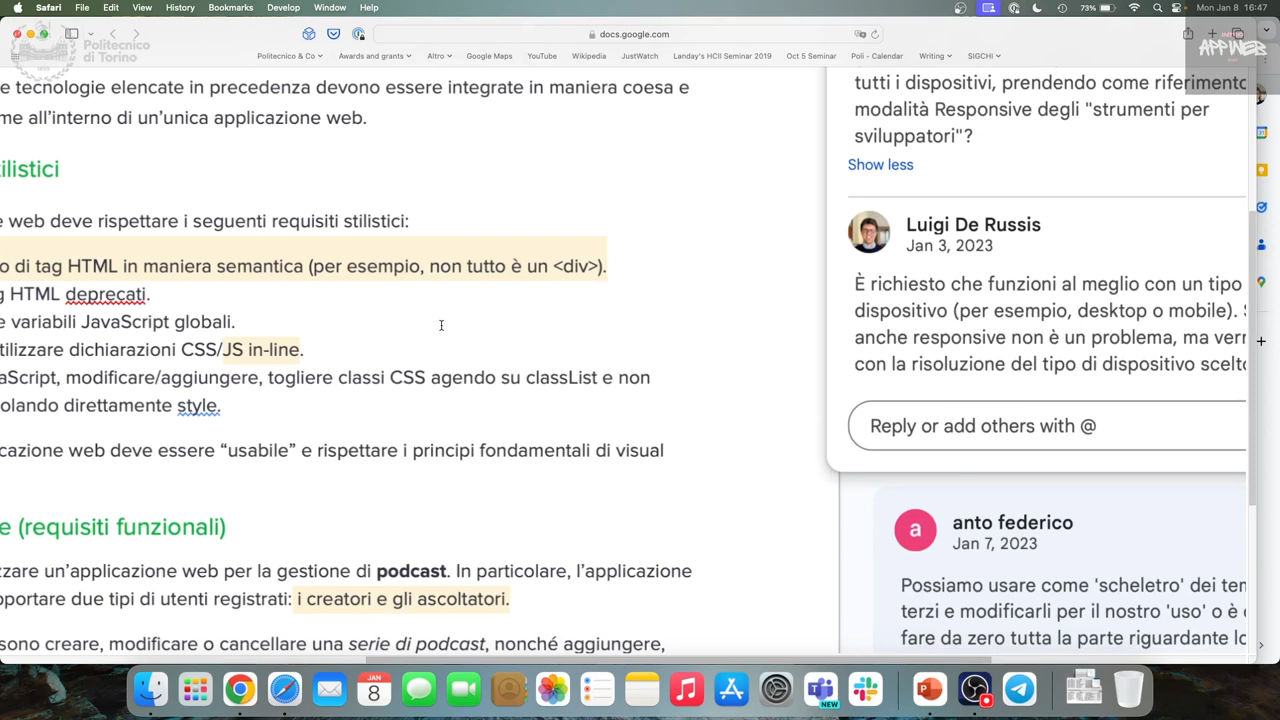 Safari File Edit View History Bookmarks Develop Window Help
73% Mon Jan 8 16:47
Politecnico di Torino
docs.google.com
APP WEB
Politecnico & Co Awards and grants Altro Google Maps YouTube Wikipedia JustWatch Landay's HCII Seminar 2019 Oct 5 Seminar Poli - Calendar Writing SIGCHI
e tecnologie elencate in precedenza devono essere integrate in maniera coesa e
me all'interno di un'unica applicazione web.
ilistici
e web deve rispettare i seguenti requisiti stilistici:
o di tag HTML in maniera semantica (per esempio, non tutto è un <div>).
g HTML deprecati.
e variabili JavaScript globali.
tilizzare dichiarazioni CSS/JS in-line.
aScript, modificare/aggiungere, togliere classi CSS agendo su classList e non
olando direttamente style.
cazione web deve essere “usabile” e rispettare i principi fondamentali di visual
e (requisiti funzionali)
zzare un'applicazione web per la gestione di podcast. In particolare, l'applicazione
pportare due tipi di utenti registrati: i creatori e gli ascoltatori.
sono creare, modificare o cancellare una serie di podcast, nonché aggiungere,
tutti i dispositivi, prendendo come riferimento
modalità Responsive degli "strumenti per
sviluppatori"?
Show less
Luigi De Russis
Jan 3, 2023
È richiesto che funzioni al meglio con un tipo
dispositivo (per esempio, desktop o mobile). S
anche responsive non è un problema, ma verr
con la risoluzione del tipo di dispositivo scelt
Reply or add others with @
a
anto federico
Jan 7, 2023
Possiamo usare come 'scheletro' dei tem
terzi e modificarli per il nostro 'uso' o è
fare da zero tutta la parte riguardante lo
JAN
8
NEW